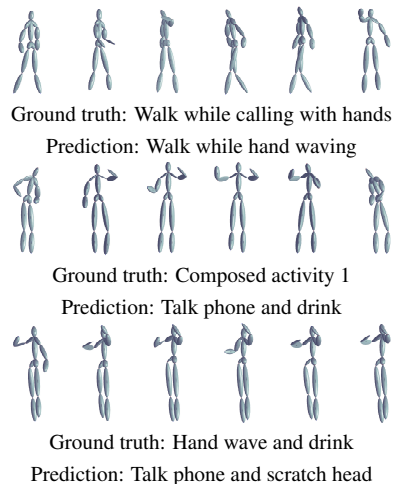 Ground truth: Walk while calling with hands
Prediction: Walk while hand waving
Ground truth: Composed activity 1
Prediction: Talk phone and drink
Ground truth: Hand wave and drink
Prediction: Talk phone and scratch head